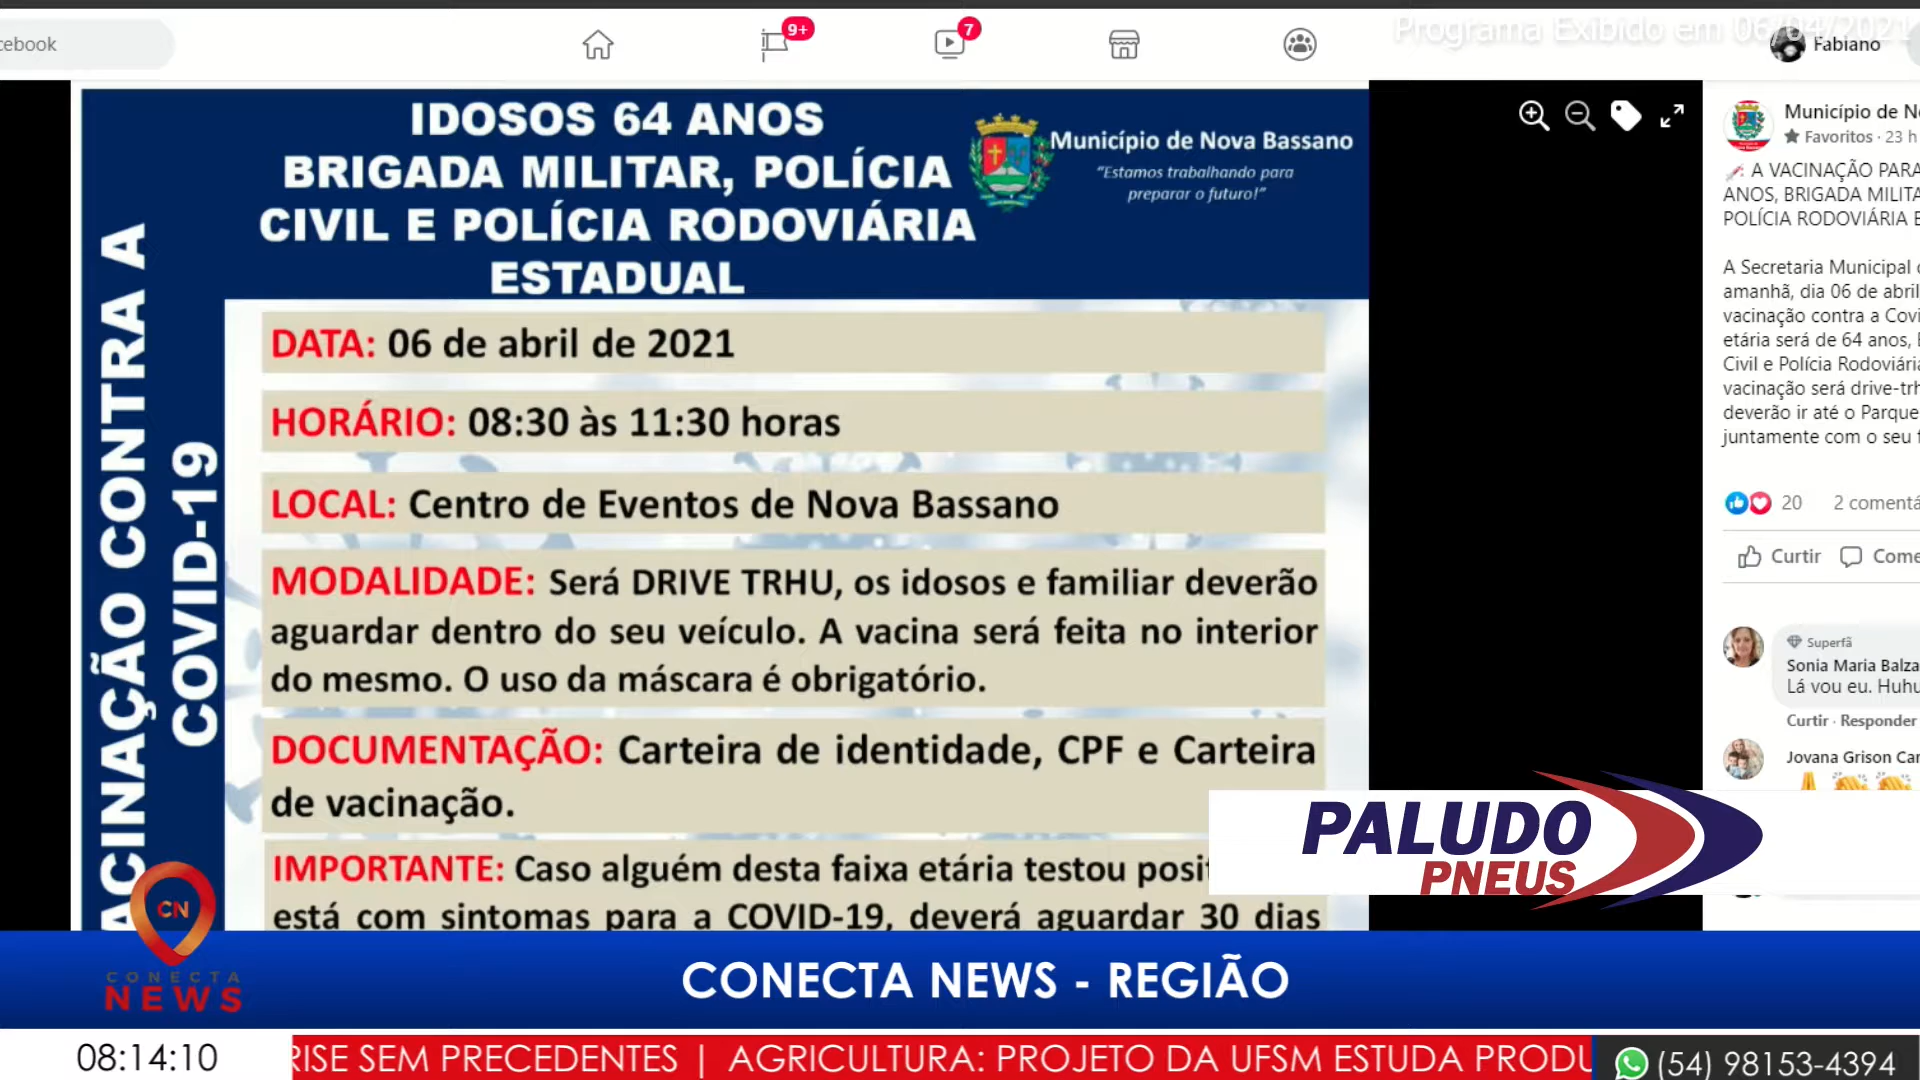 Programa Exibido em 06/04/2021
cebook
9+
7
Fabiano
IDOSOS 64 ANOS
BRIGADA MILITAR, POLÍCIA
CIVIL E POLÍCIA RODOVIÁRIA
ESTADUAL
Município de Nova Bassano
“Estamos trabalhando para
preparar o futuro!”
ACINAÇÃO CONTRA A
COVID-19
DATA: 06 de abril de 2021
HORÁRIO: 08:30 às 11:30 horas
LOCAL: Centro de Eventos de Nova Bassano
MODALIDADE: Será DRIVE TRHU, os idosos e familiar deverão
aguardar dentro do seu veículo. A vacina será feita no interior
do mesmo. O uso da máscara é obrigatório.
DOCUMENTAÇÃO: Carteira de identidade, CPF e Carteira
de vacinação.
IMPORTANTE: Caso alguém desta faixa etária testou posit
está com sintomas para a COVID-19, deverá aguardar 30 dias
Município de N
Favoritos · 23 h
A VACINAÇÃO PARA
ANOS, BRIGADA MILITA
POLÍCIA RODOVIÁRIA E
A Secretaria Municipal
amanhã, dia 06 de abril
vacinação contra a Covi
etária será de 64 anos,
Civil e Polícia Rodoviária
vacinação será drive-trh
deverão ir até o Parque
juntamente com o seu f
20 2 comentá
Curtir Come
Superfã
Sonia Maria Balza
Lá vou eu. Huhu
Curtir · Responder
Jovana Grison Car
PALUDO
PNEUS
CN
CONECTA
NEWS
CONECTA NEWS - REGIÃO
08:14:10
RISE SEM PRECEDENTES | AGRICULTURA: PROJETO DA UFSM ESTUDA PRODU
(54) 98153-4394